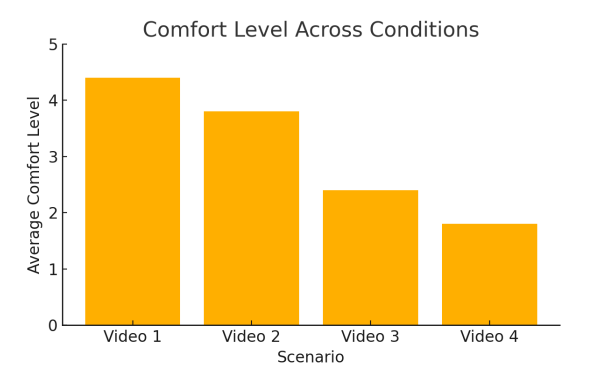 Comfort Level Across Conditions
5
4
3
2
1
0
Average Comfort Level
Video 1
Video 2
Video 3
Video 4
Scenario